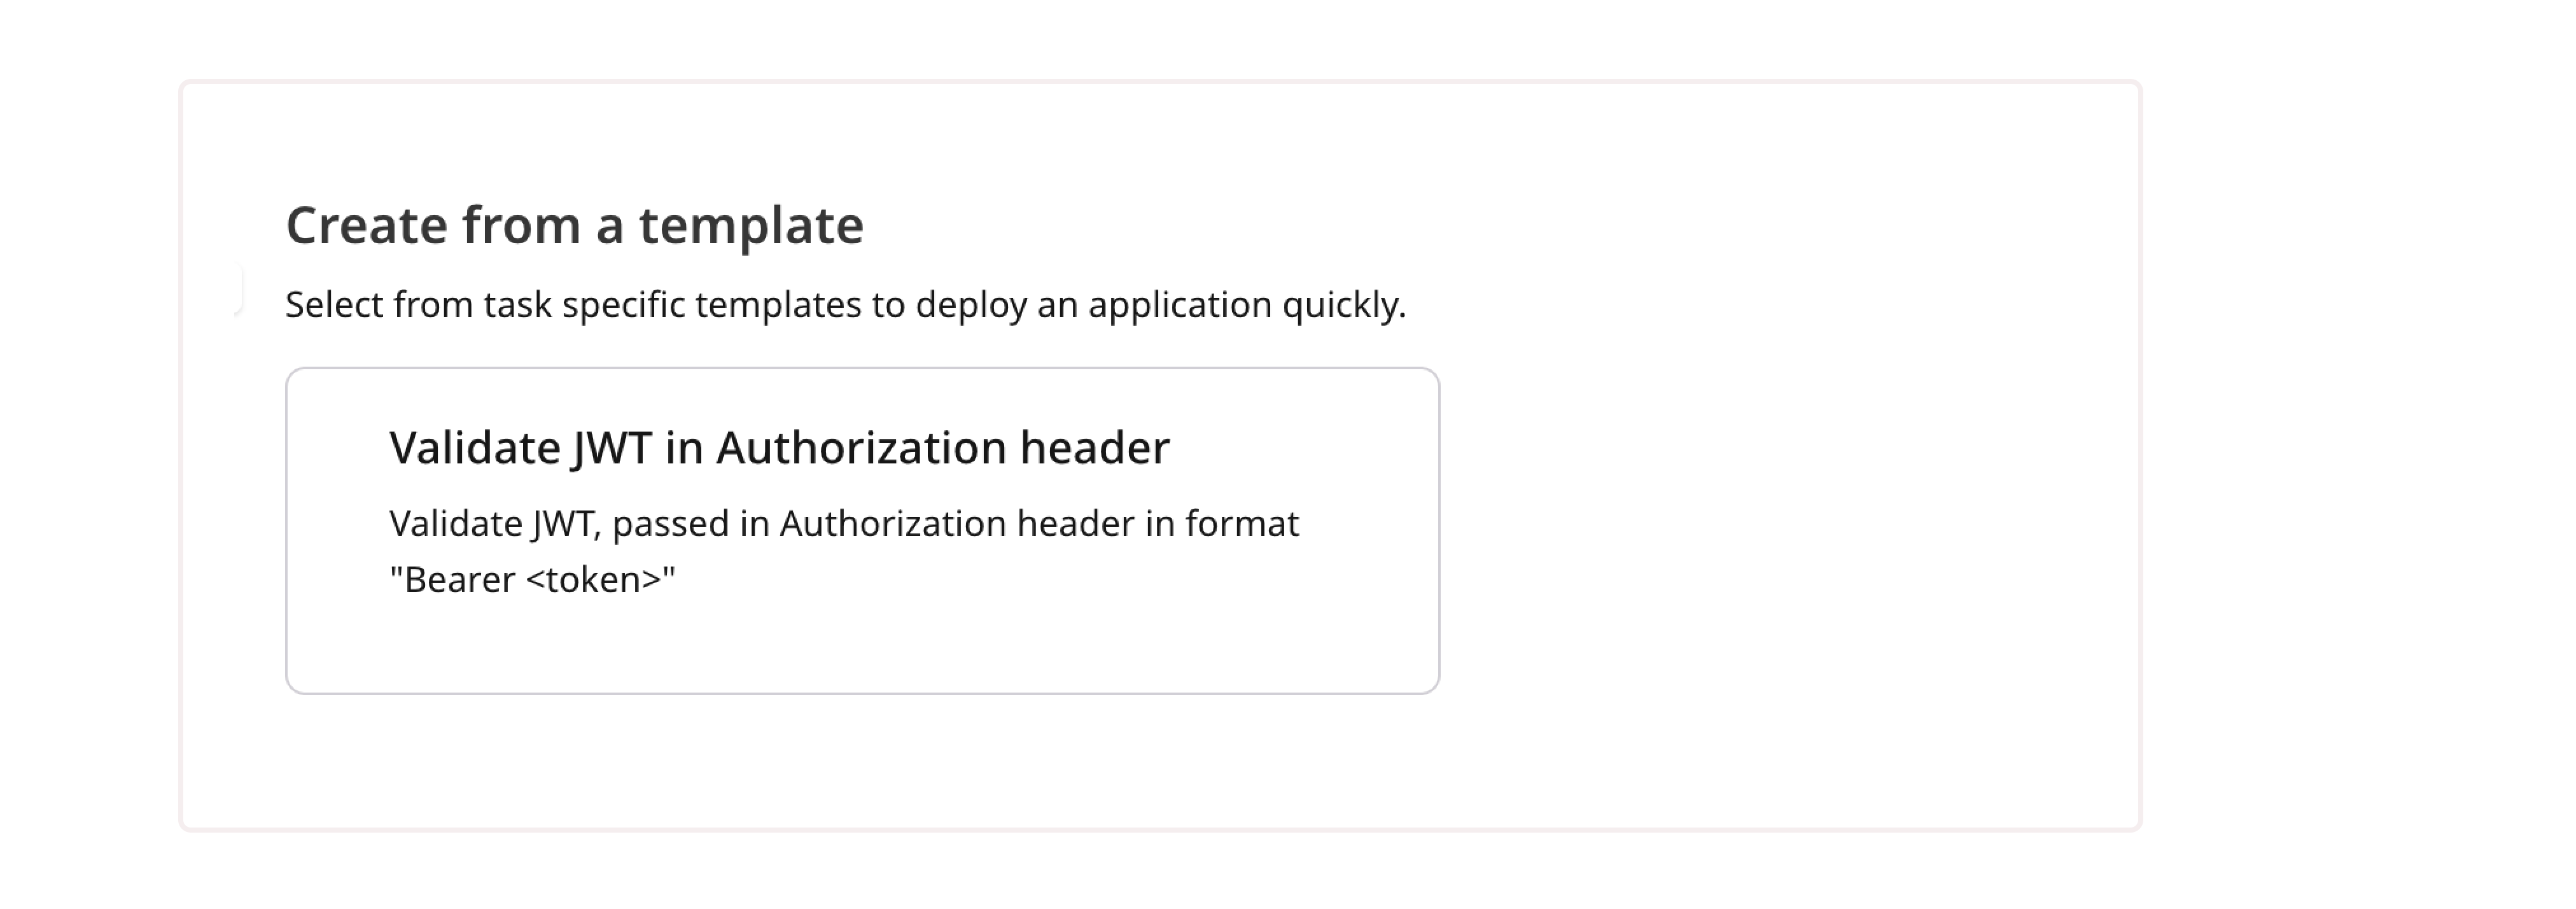 Create from a template
Select from task specific templates to deploy an application quickly.
Validate JWT in Authorization header
Validate JWT, passed in Authorization header in format
"Bearer <token>"